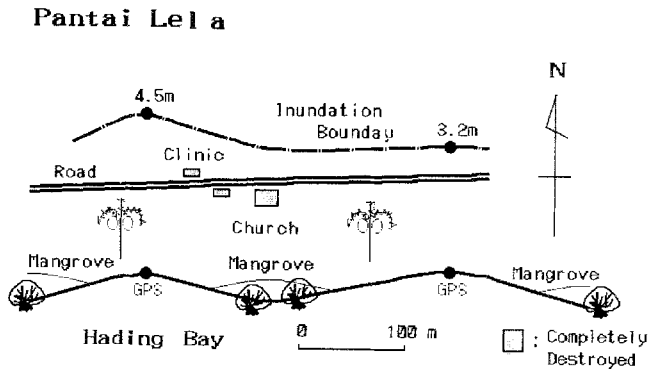 Pantai Lela
N
4.5m
Inundation
Bounday
3.2m
Clinic
Road
Church
Mangrove
Mangrove
Mangrove
GPS
GPS
Hading Bay
0 100 m
: Completely
Destroyed